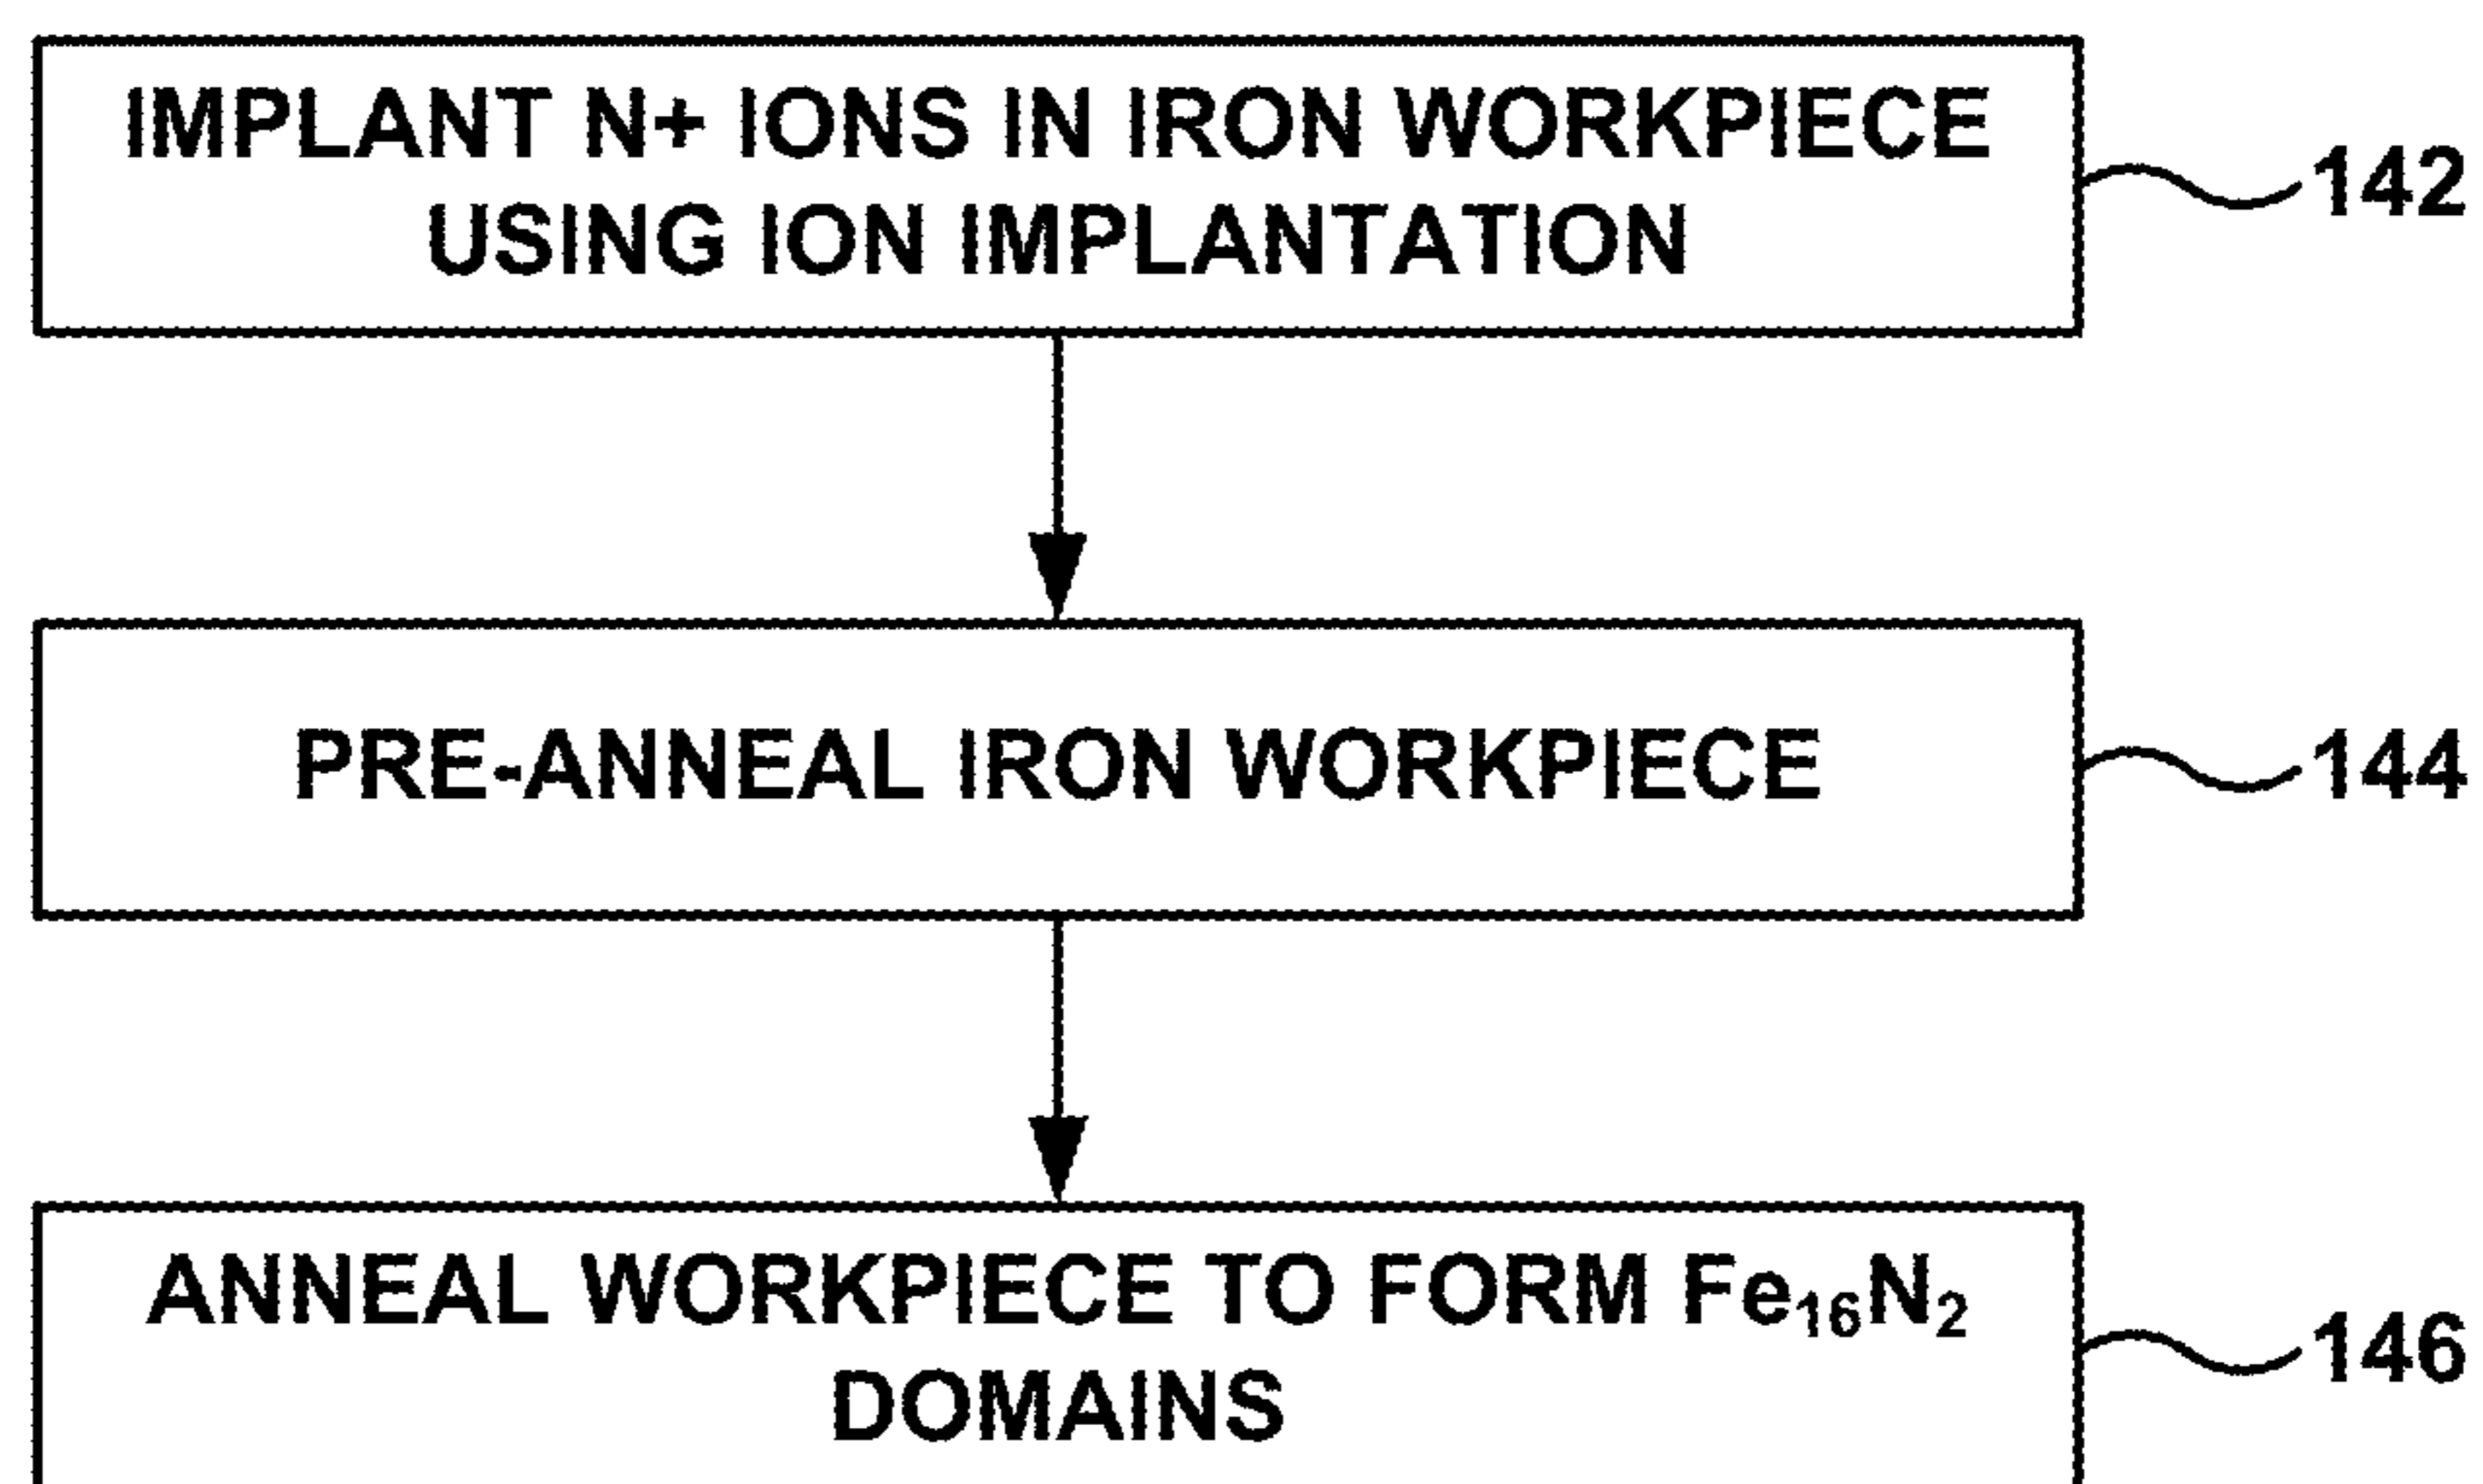 IMPLANT N+ IONS IN IRON WORKPIECE
USING ION IMPLANTATION
142
PRE-ANNEAL IRON WORKPIECE
144
ANNEAL WORKPIECE TO FORM Fe₁₆N₂
DOMAINS
146